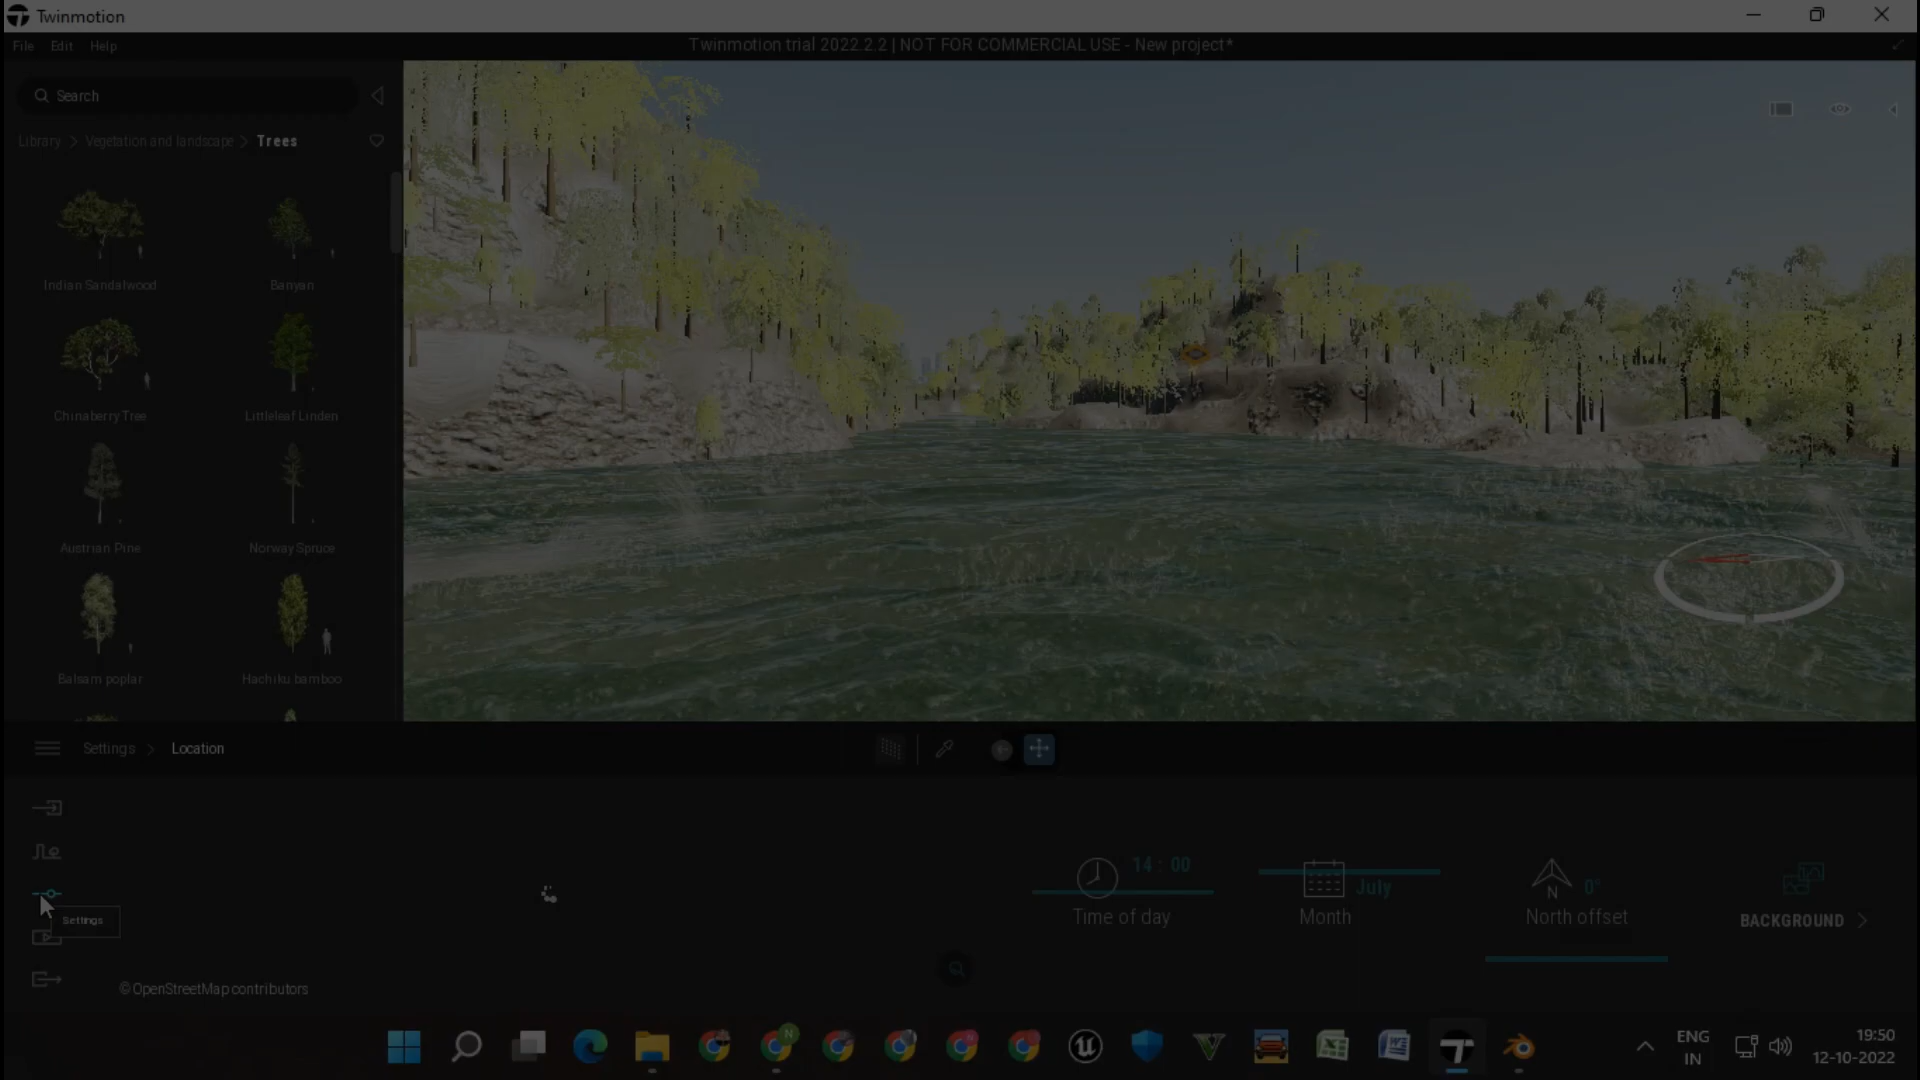 Twinmotion
File Edit Help
Twinmotion trial 2022.2.2 | NOT FOR COMMERCIAL USE - New project*
Search
Library > Vegetation and landscape > Trees
Indian Sandalwood
Banyan
Chinaberry Tree
Littleleaf Linden
Austrian Pine
Norway Spruce
Balsam poplar
Hachiku bamboo
Settings > Location
14 : 00
Time of day
July
Month
N
0°
North offset
BACKGROUND >
Settings
© OpenStreetMap contributors
ENG
IN
19:50
12-10-2022